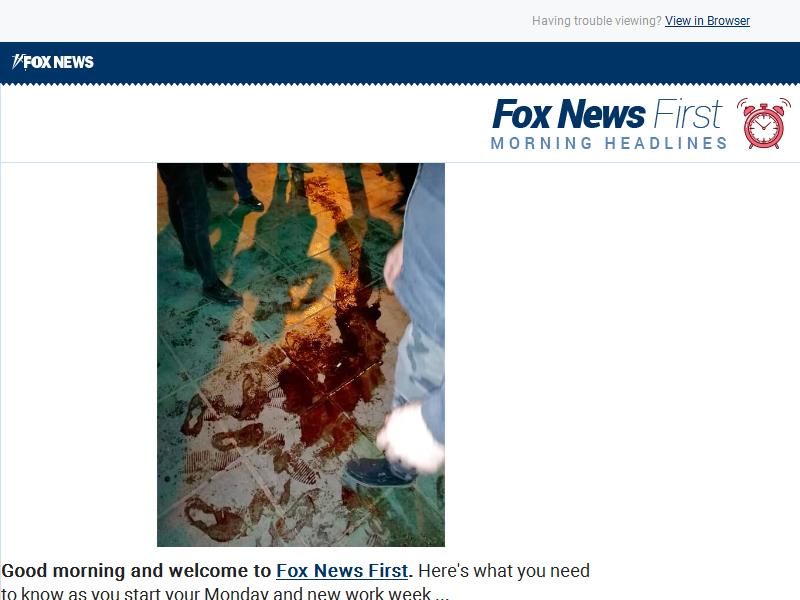 Having trouble viewing? View in Browser
FOX NEWS
Fox News First
MORNING HEADLINES
Good morning and welcome to Fox News First. Here's what you need
to know as you start your Monday and new work week ...